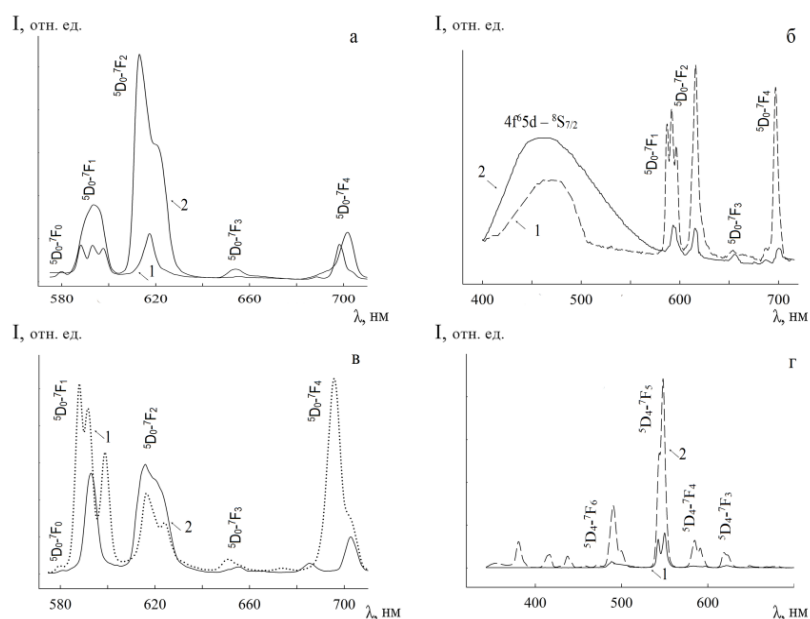 I, отн. ед.
а
⁵D₀-⁷F₀
⁵D₀-⁷F₁
⁵D₀-⁷F₂
⁵D₀-⁷F₃
⁵D₀-⁷F₄
2
1
580 620 660 700
λ, нм
I, отн. ед.
б
4f⁶5d – ⁸S₇/₂
⁵D₀-⁷F₁
⁵D₀-⁷F₂
⁵D₀-⁷F₃
⁵D₀-⁷F₄
2
1
400 500 600 700
λ, нм
I, отн. ед.
в
⁵D₀-⁷F₀
⁵D₀-⁷F₁
⁵D₀-⁷F₂
⁵D₀-⁷F₃
⁵D₀-⁷F₄
1
2
580 620 660 700
λ, нм
I, отн. ед.
г
⁵D₄-⁷F₆
⁵D₄-⁷F₅
⁵D₄-⁷F₄
⁵D₄-⁷F₃
2
1
400 500 600
λ, нм